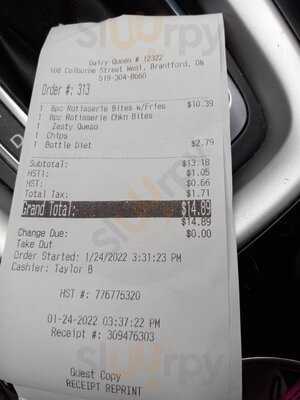 Dairy Queen # 12322
168 Colborne Street West, Brantford, ON
519-304-8660
Order #: 313
1 8pc Rotisserie Bites w/Fries $10.39
1 8pc Rotisserie Chkn Bites
1 Zesty Queso
1 Chips
1 Bottle Diet $2.79
Subtotal: $13.18
HST1: $1.05
HST: $0.66
Total Tax: $1.71
Grand Total: $14.89
$14.89
Change Due: $0.00
Take Out
Order Started: 1/24/2022 3:31:23 PM
Cashier: Taylor B
HST #: 776775320
01-24-2022 03:37:22 PM
Receipt #: 309476303
Guest Copy
RECEIPT REPRINT
Sluurpy
Sluurpy
Sluurpy